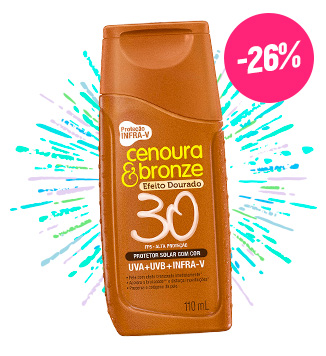 -26%
Proteção
INFRA-V
cenoura
& bronze
Efeito Dourado
30
FPS - ALTA PROTEÇÃO
PROTETOR SOLAR COM COR
UVA+UVB+INFRA-V
110 mL